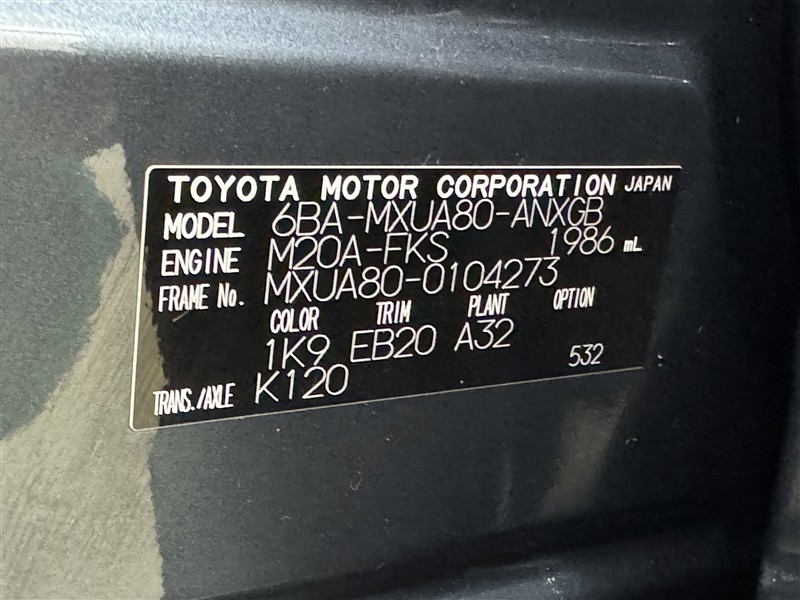 TOYOTA MOTOR CORPORATION JAPAN
MODEL 6BA-MXUA80-ANXGB
ENGINE M20A-FKS 1986 mL
FRAME No. MXUA80-0104273
COLOR TRIM PLANT OPTION
1K9 EB20 A32 532
TRANS./AXLE K120